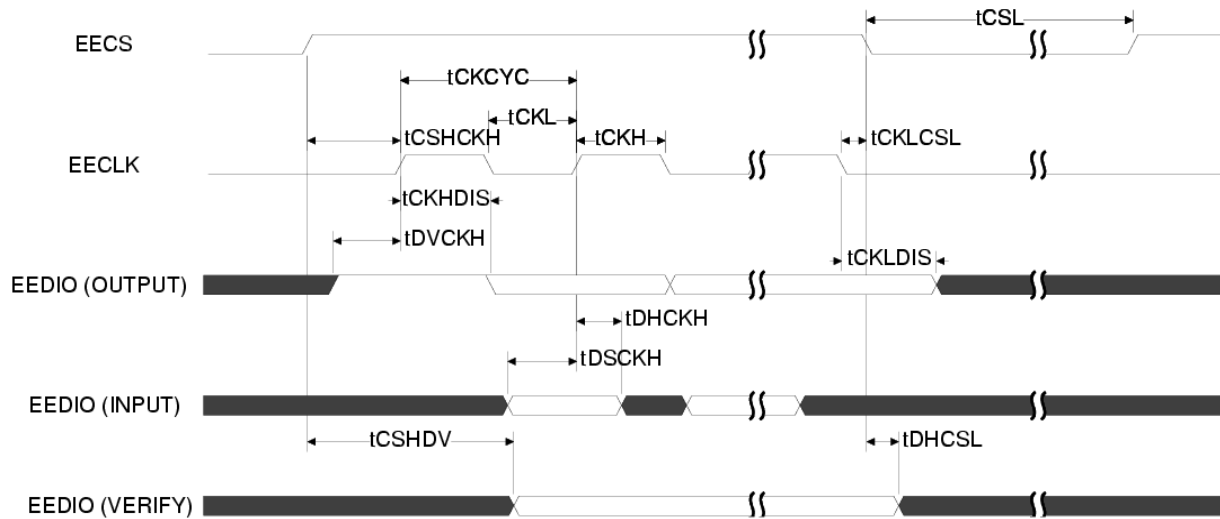 tCSL
EECS
tCKCYC
tCKL
tCSHCKH
tCKH
tCKLCSL
EECLK
tCKHDIS
tDVCKH
tCKLDIS
EEDIO (OUTPUT)
tDHCKH
tDSCKH
EEDIO (INPUT)
tCSHDV
tDHCSL
EEDIO (VERIFY)